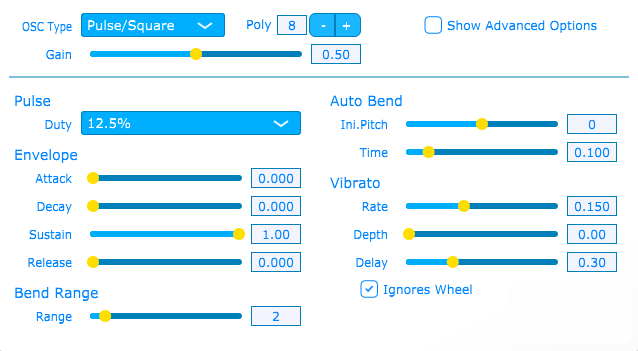 OSC Type Pulse/Square Poly 8 - + Show Advanced Options
Gain 0.50
Pulse
Duty 12.5%
Envelope
Attack 0.000
Decay 0.000
Sustain 1.00
Release 0.000
Bend Range
Range 2
Auto Bend
Ini.Pitch 0
Time 0.100
Vibrato
Rate 0.150
Depth 0.00
Delay 0.30
Ignores Wheel